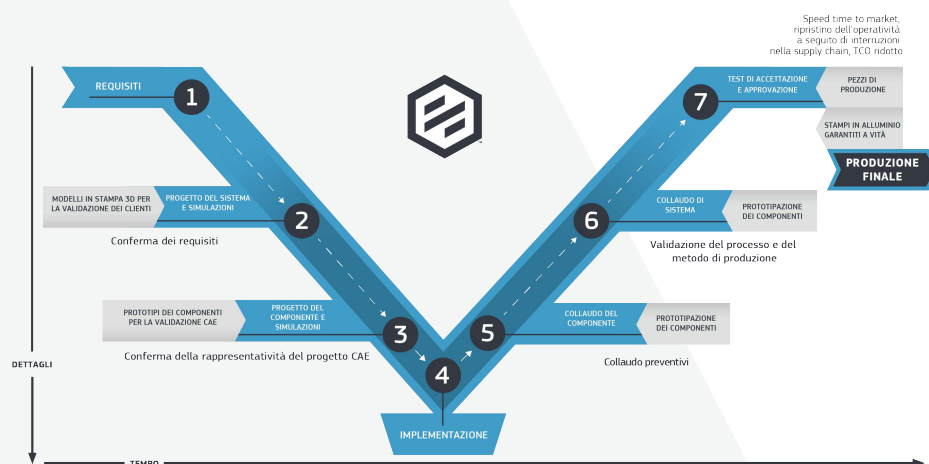 Speed time to market,
ripristino dell'operatività
a seguito di interruzioni
nella supply chain, TCO ridotto
REQUISITI
1
7
TEST DI ACCETTAZIONE
E APPROVAZIONE
PEZZI DI
PRODUZIONE
STAMPI IN ALLUMINIO
GARANTITI A VITÀ
PRODUZIONE
FINALE
MODELLI IN STAMPA 3D PER
LA VALIDAZIONE DEI CLIENTI
PROGETTO DEL SISTEMA
E SIMULAZIONI
2
Conferma dei requisiti
6
COLLAUDO DI
SISTEMA
PROTOTIPAZIONE
DEI COMPONENTI
Validazione del processo e del
metodo di produzione
PROTOTIPI DEI COMPONENTI
PER LA VALIDAZIONE CAE
PROGETTO DEL
COMPONENTE E
SIMULAZIONI
3
Conferma della rappresentatività del progetto CAE
5
COLLAUDO DEL
COMPONENTE
PROTOTIPAZIONE
DEI COMPONENTI
Collaudo preventivi
4
IMPLEMENTAZIONE
DETTAGLI
TEMPO